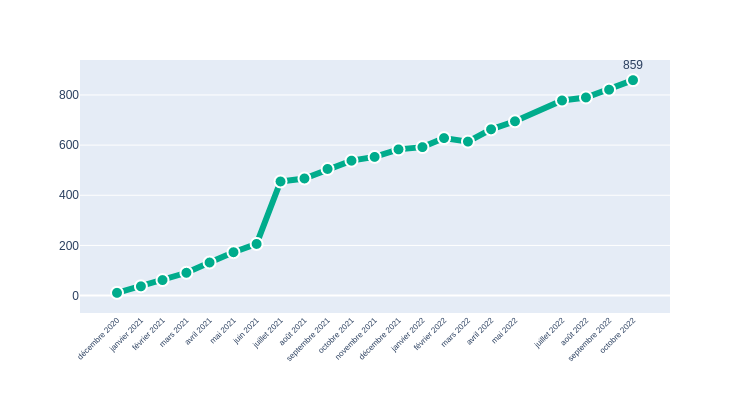 859
800
600
400
200
0
décembre 2020
janvier 2021
février 2021
mars 2021
avril 2021
mai 2021
juin 2021
juillet 2021
août 2021
septembre 2021
octobre 2021
novembre 2021
décembre 2021
janvier 2022
février 2022
mars 2022
avril 2022
mai 2022
juillet 2022
août 2022
septembre 2022
octobre 2022